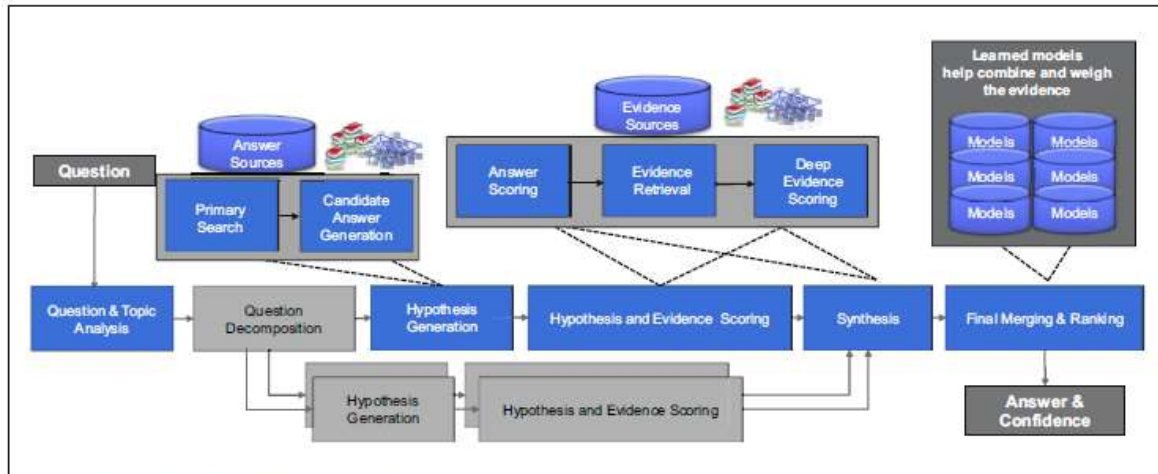 Learned models
help combine and weigh
the evidence
Models
Models
Models
Models
Models
Models
Answer
Sources
Evidence
Sources
Question
Primary
Search
Candidate
Answer
Generation
Answer
Scoring
Evidence
Retrieval
Deep
Evidence
Scoring
Question & Topic
Analysis
Question
Decomposition
Hypothesis
Generation
Hypothesis and Evidence Scoring
Synthesis
Final Merging & Ranking
Hypothesis
Generation
Hypothesis and Evidence Scoring
Answer &
Confidence